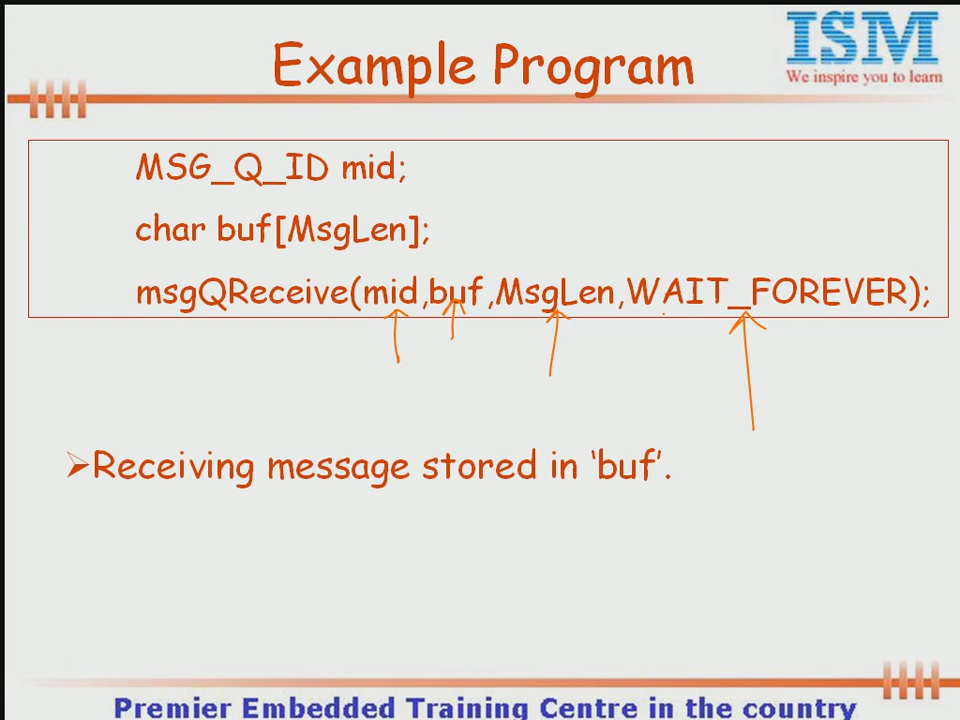 Example Program
ISM
We inspire you to learn
MSG_Q_ID mid;
char buf[MsgLen];
msgQReceive(mid,buf,MsgLen,WAIT_FOREVER);
➢Receiving message stored in ‘buf’.
Premier Embedded Training Centre in the country